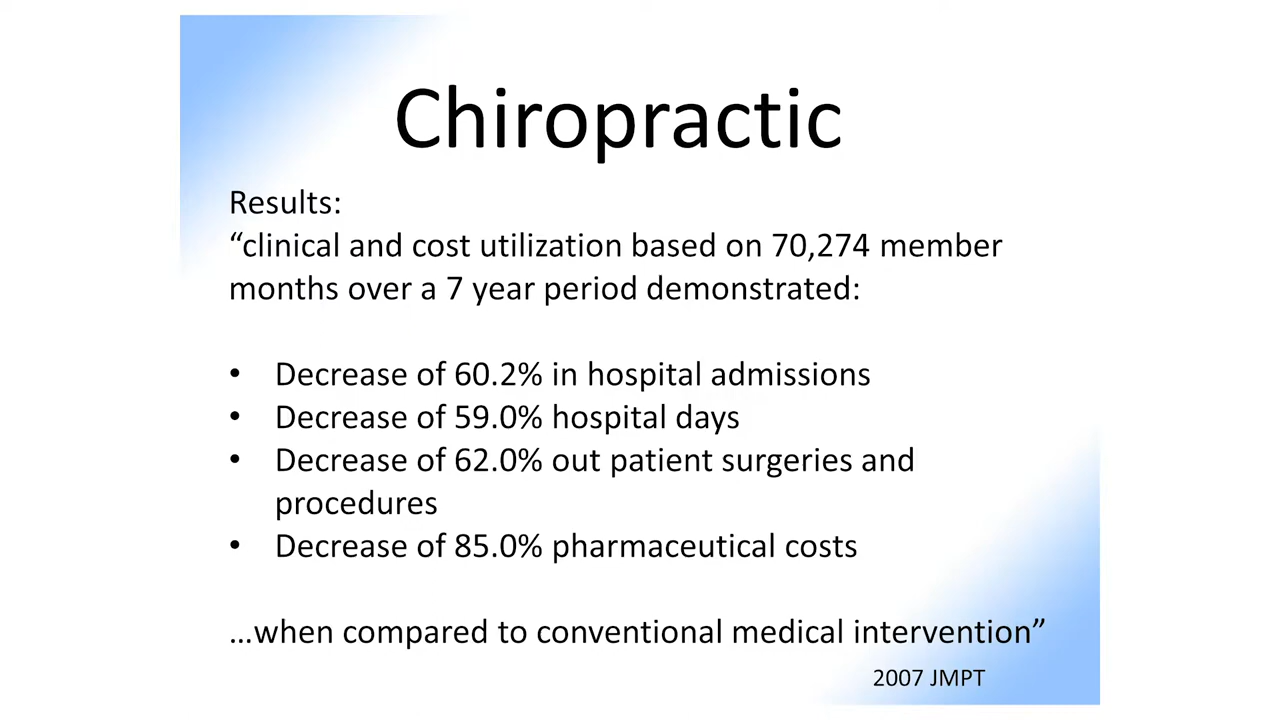 Chiropractic
Results:
“clinical and cost utilization based on 70,274 member
months over a 7 year period demonstrated:
• Decrease of 60.2% in hospital admissions
• Decrease of 59.0% hospital days
• Decrease of 62.0% out patient surgeries and
procedures
• Decrease of 85.0% pharmaceutical costs
…when compared to conventional medical intervention”
2007 JMPT